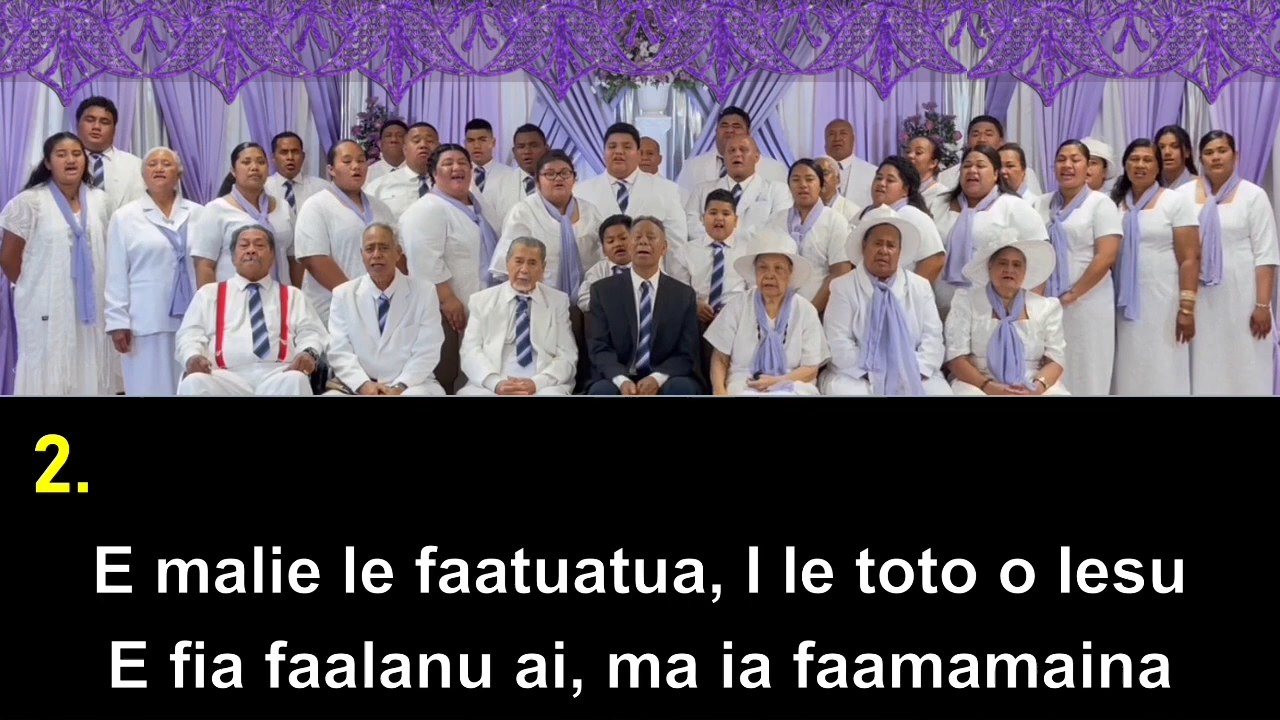 2.
E malie le faatuatua, I le toto o Iesu
E fia faalanu ai, ma ia faamamaina